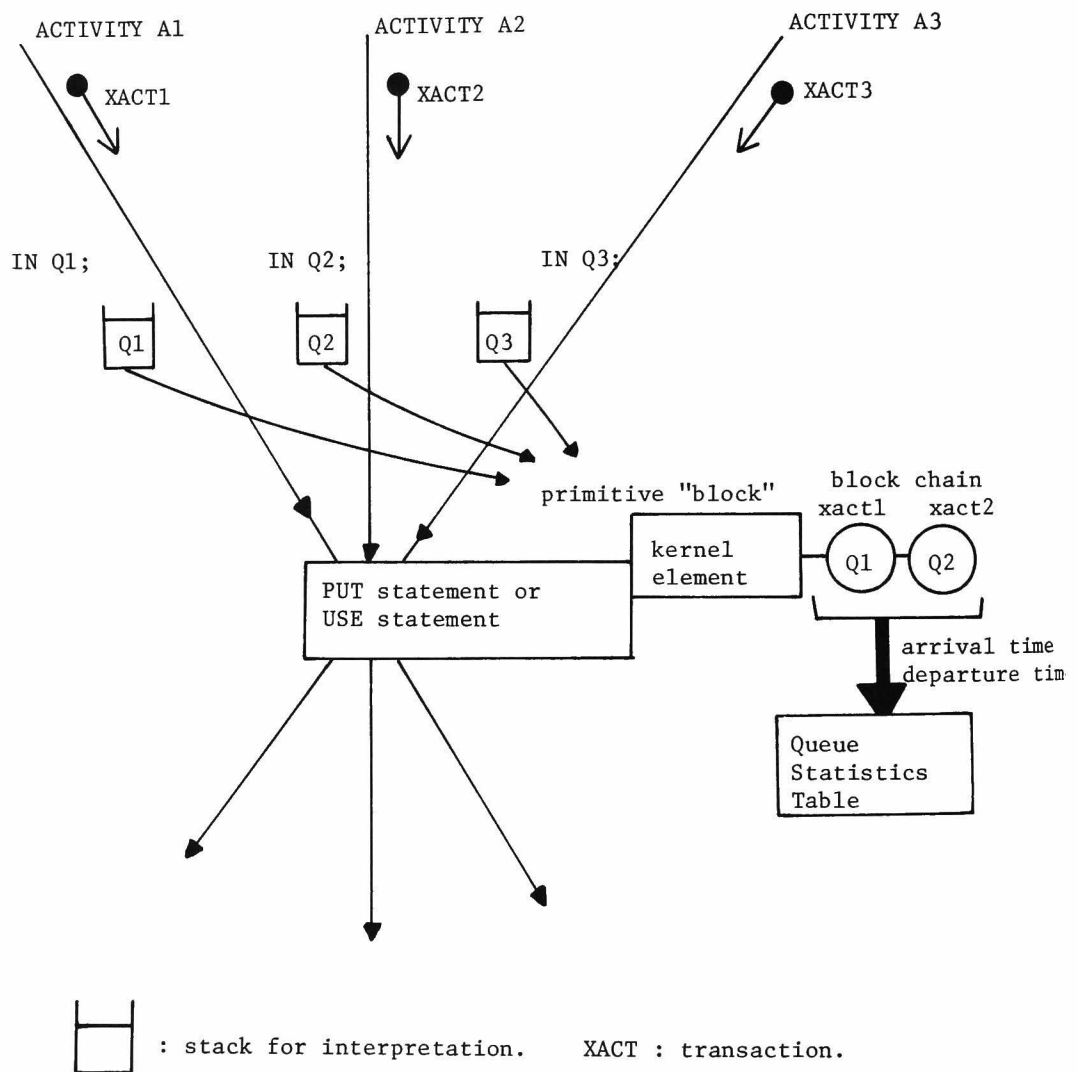 ACTIVITY A1
ACTIVITY A2
ACTIVITY A3
XACT1
XACT2
XACT3
IN Q1;
IN Q2;
IN Q3;
Q1
Q2
Q3
primitive "block"
block chain
xact1
xact2
kernel
element
Q1
Q2
PUT statement or
USE statement
arrival time
departure tim
Queue
Statistics
Table
: stack for interpretation.
XACT : transaction.